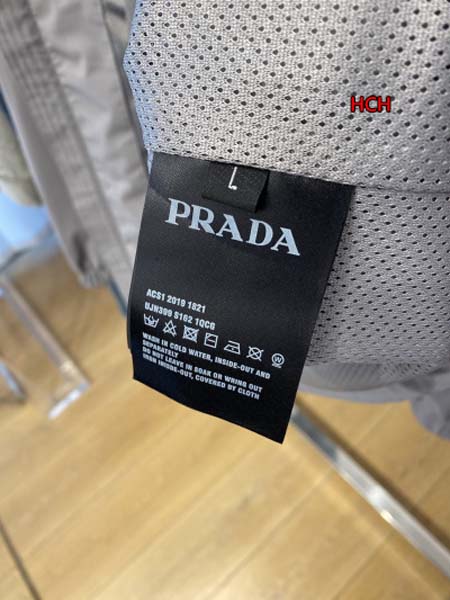 HCH
L
PRADA
ACS1 2019 1821
UJN399 S162 1QCG
WASH IN COLD WATER, INSIDE-OUT AND
SEPARATELY
DO NOT LEAVE IN SOAK OR WRING OUT
IRON INSIDE-OUT, COVERED BY CLOTH